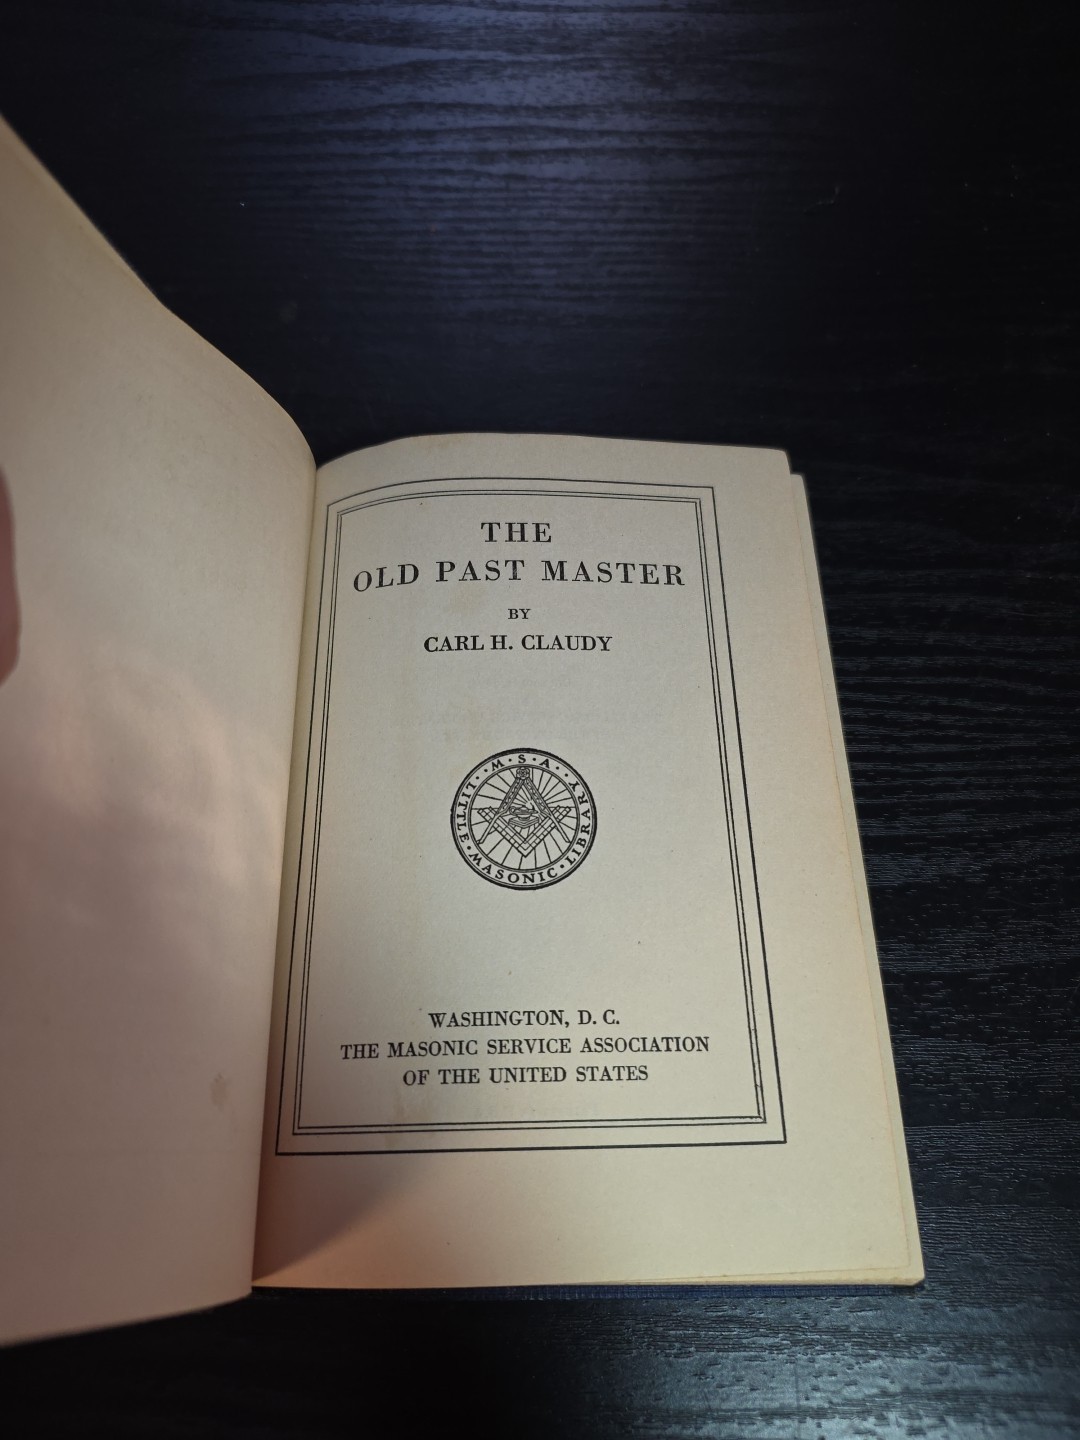 THE
OLD PAST MASTER
BY
CARL H. CLAUDY
· M · S · A ·
LITTLE · MASONIC · LIBRARY
WASHINGTON, D. C.
THE MASONIC SERVICE ASSOCIATION
OF THE UNITED STATES